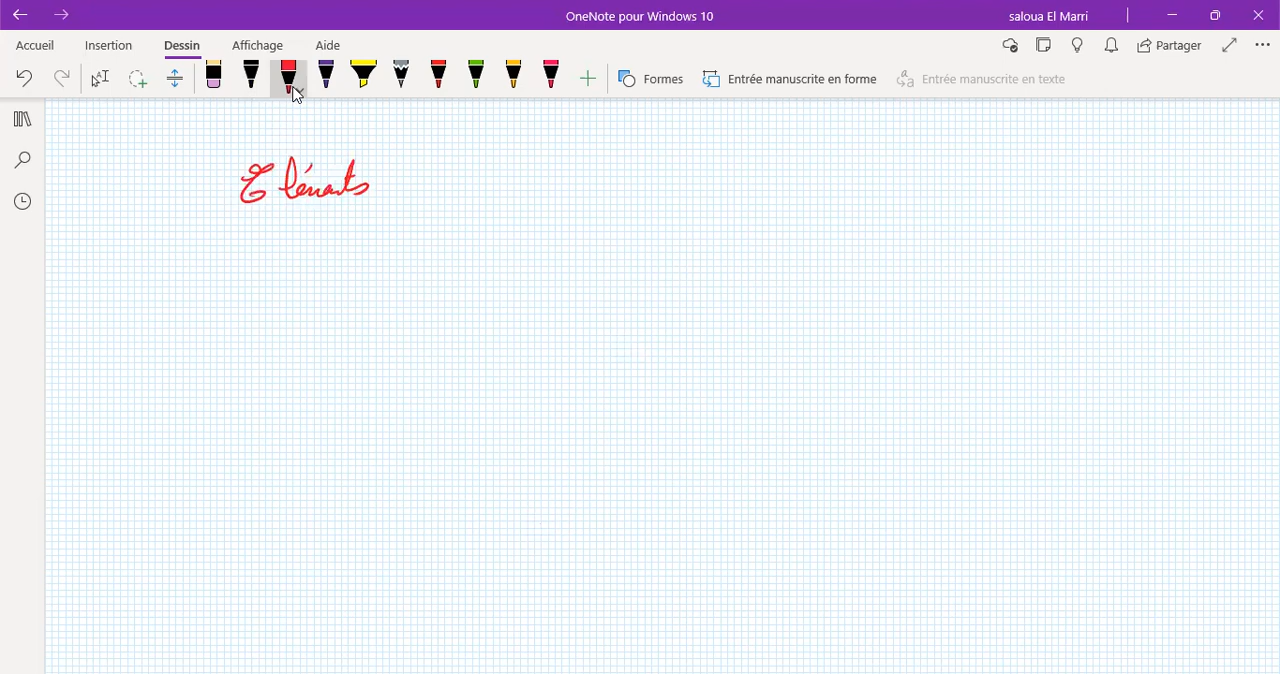 OneNote pour Windows 10
saloua El Marri
Accueil Insertion Dessin Affichage Aide
Partager
Formes
Entrée manuscrite en forme
Entrée manuscrite en texte